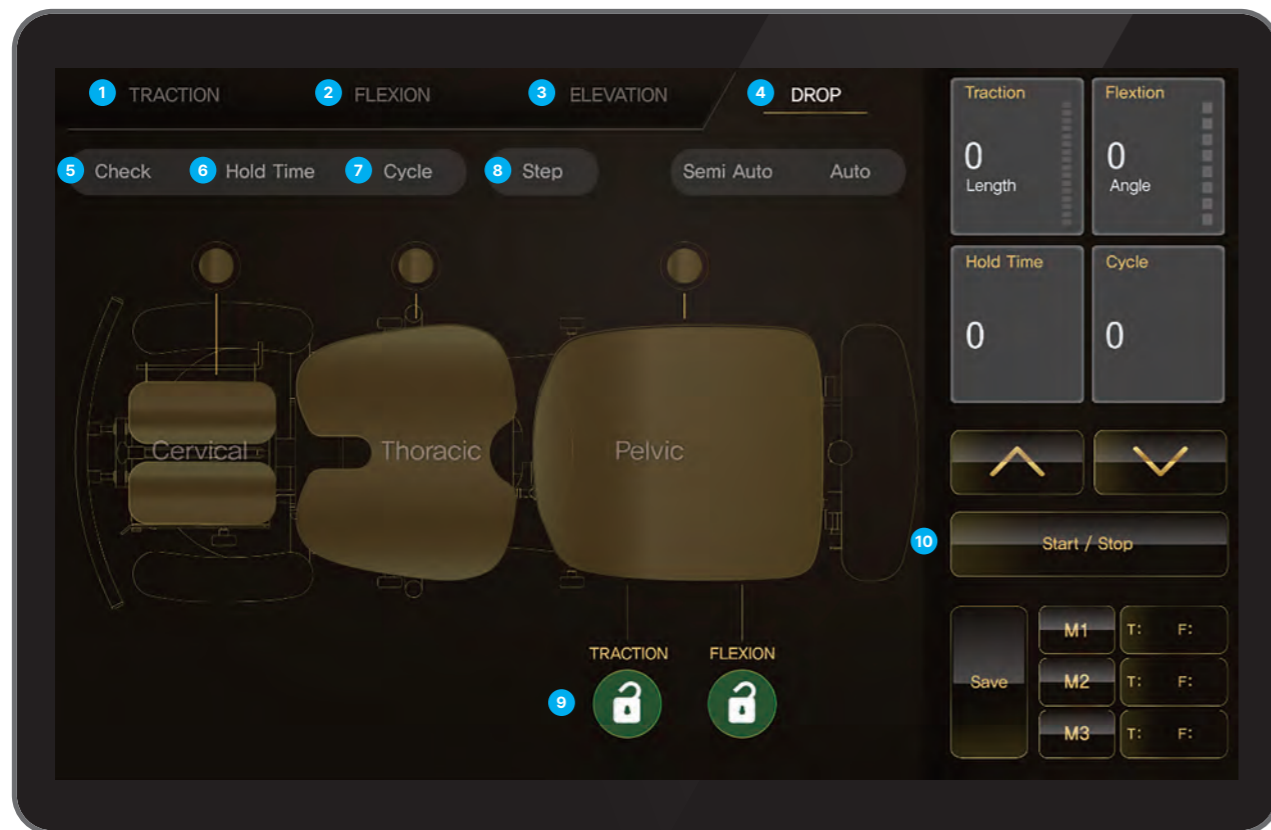 1 TRACTION
2 FLEXION
3 ELEVATION
4 DROP
5 Check
6 Hold Time
7 Cycle
8 Step
Semi Auto
Auto
Cervical
Thoracic
Pelvic
TRACTION
FLEXION
9
Traction
0
Length
Flextion
0
Angle
Hold Time
0
Cycle
0
10 Start / Stop
Save
M1 T: F:
M2 T: F:
M3 T: F: